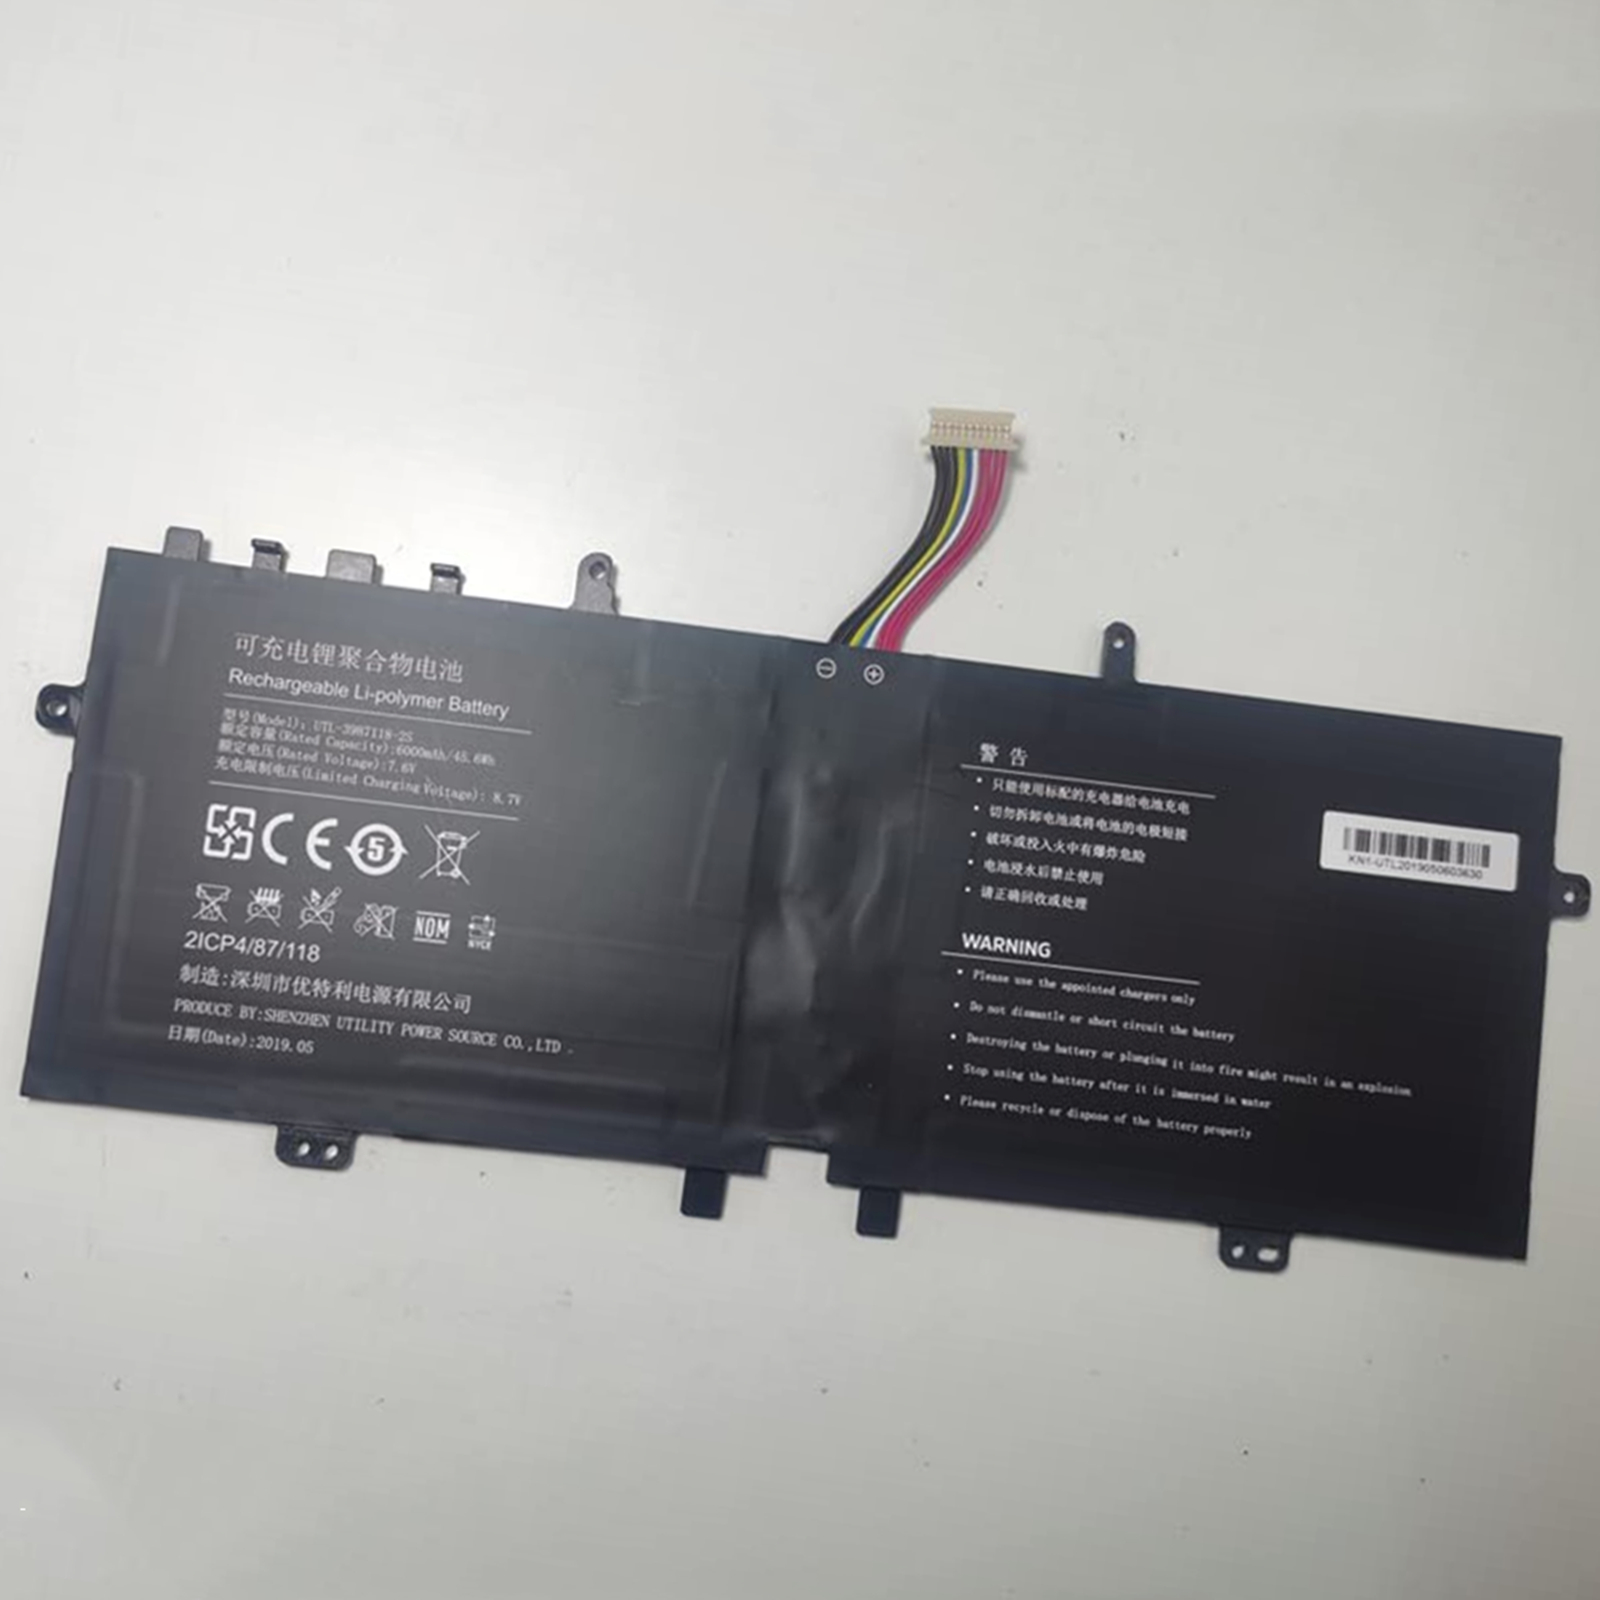 可充电锂聚合物电池
Rechargeable Li-polymer Battery
型号(Model): UTL-3987118-2S
额定容量(Rated Capacity):6000mAh/45.6Wh
额定电压(Rated Voltage):7.6V
充电限制电压(Limited Charging Voltage): 8.7V
CE 5
NOM NYCE
2ICP4/87/118
制造:深圳市优特利电源有限公司
PRODUCE BY:SHENZHEN UTILITY POWER SOURCE CO.,LTD .
日期(Date):2019.05
警 告
• 只能使用标配的充电器给电池充电
• 切勿拆卸电池或将电池的电极短接
• 破坏或投入火中有爆炸危险
• 电池浸水后禁止使用
• 请正确回收或处理
WARNING
• Please use the appointed chargers only
• Do not dismantle or short circuit the battery
• Destroying the battery or plunging it into fire might result in an explosion
• Stop using the battery after it is immersed in water
• Please recycle or dispose of the battery properly
KN1-UTL2019050603630